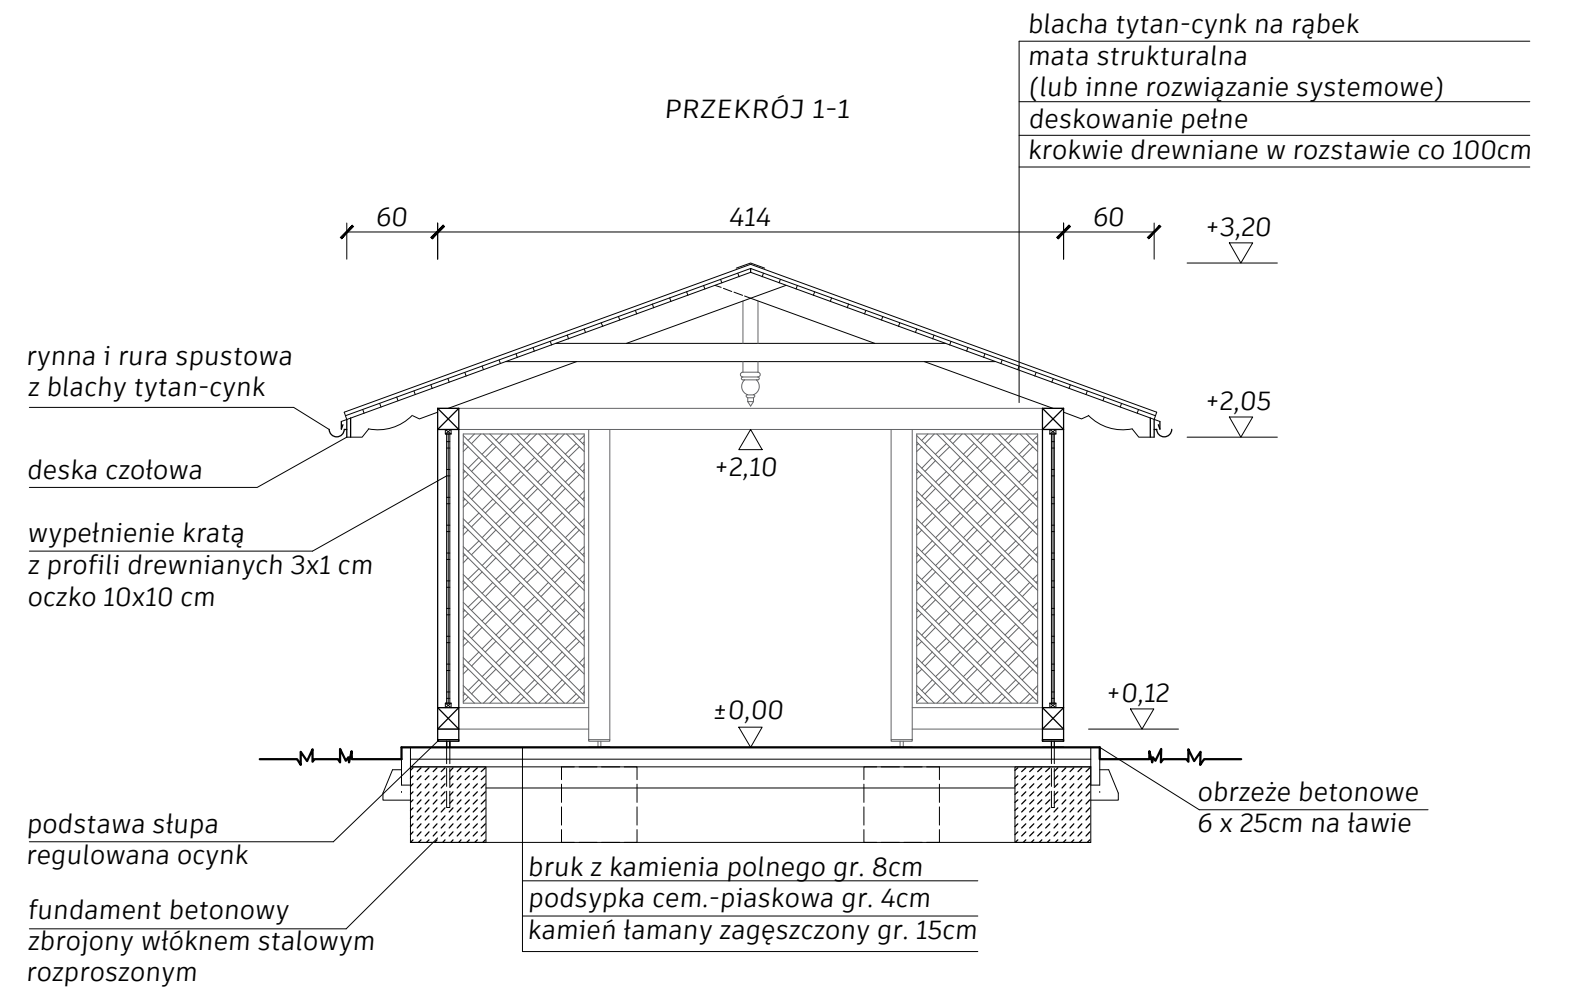 blacha tytan-cynk na rąbek
mata strukturalna
(lub inne rozwiązanie systemowe)
deskowanie pełne
krokwie drewniane w rozstawie co 100cm
PRZEKRÓJ 1-1
60
414
60
+3,20
rynna i rura spustowa
z blachy tytan-cynk
+2,05
+2,10
deska czołowa
wypełnienie kratą
z profili drewnianych 3x1 cm
oczko 10x10 cm
+0,12
±0,00
obrzeże betonowe
6 x 25cm na ławie
podstawa słupa
regulowana ocynk
bruk z kamienia polnego gr. 8cm
podsypka cem.-piaskowa gr. 4cm
kamień łamany zagęszczony gr. 15cm
fundament betonowy
zbrojony włóknem stalowym
rozproszonym